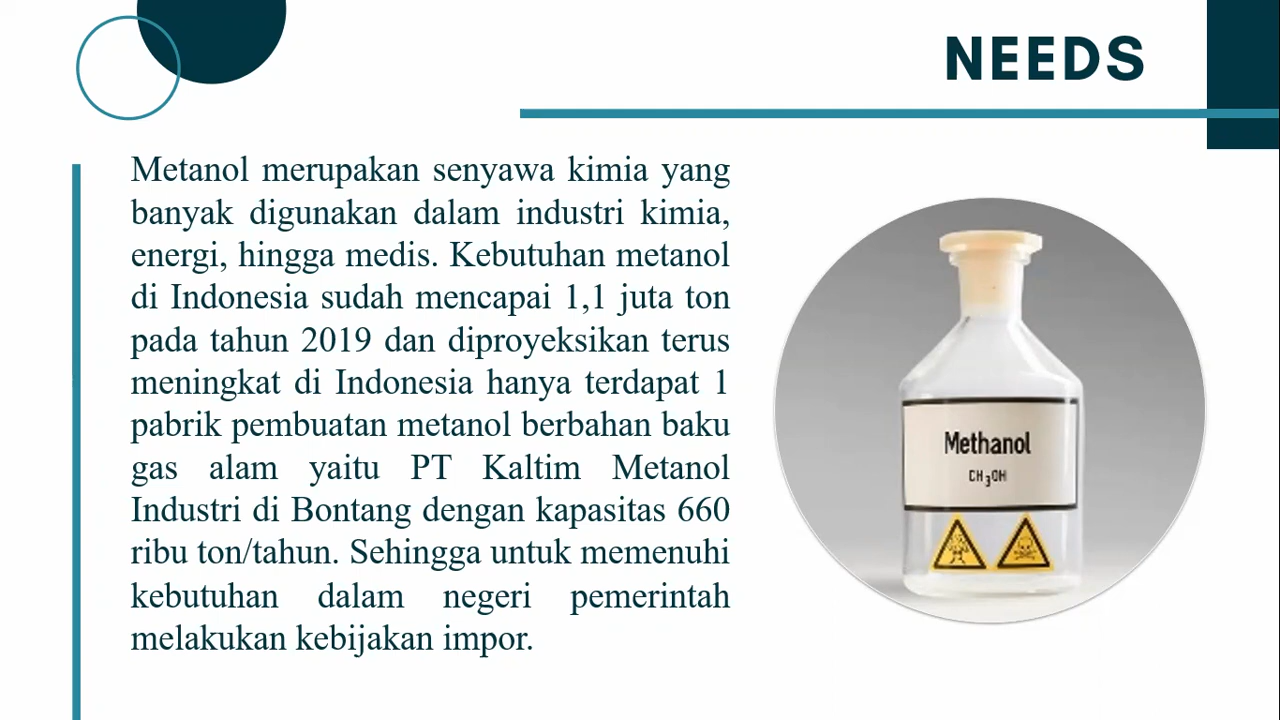 NEEDS
Metanol merupakan senyawa kimia yang
banyak digunakan dalam industri kimia,
energi, hingga medis. Kebutuhan metanol
di Indonesia sudah mencapai 1,1 juta ton
pada tahun 2019 dan diproyeksikan terus
meningkat di Indonesia hanya terdapat 1
pabrik pembuatan metanol berbahan baku
gas alam yaitu PT Kaltim Metanol
Industri di Bontang dengan kapasitas 660
ribu ton/tahun. Sehingga untuk memenuhi
kebutuhan dalam negeri pemerintah
melakukan kebijakan impor.
Methanol
CH3OH